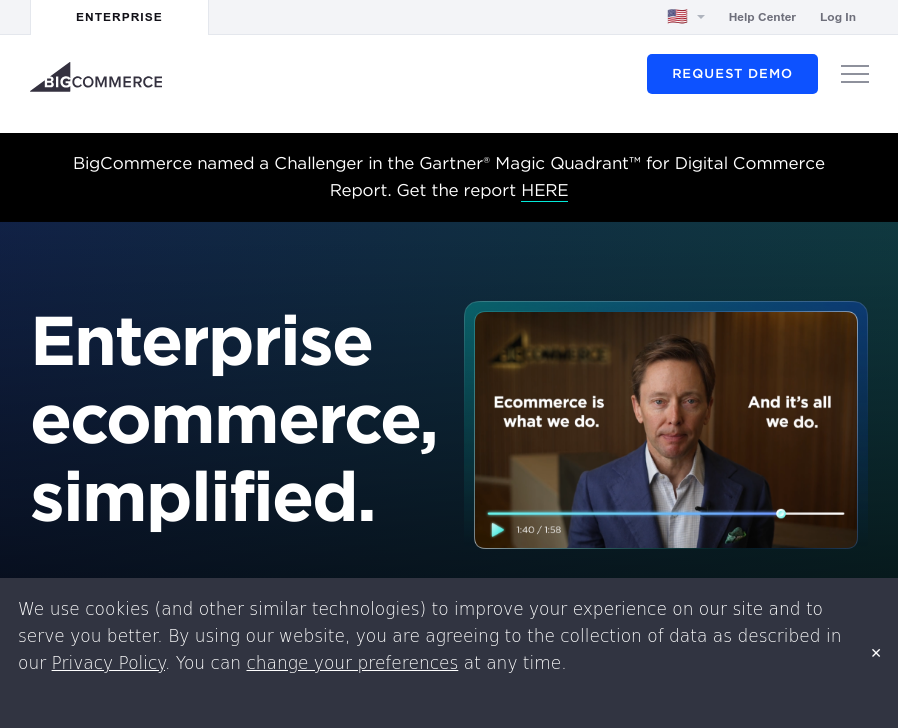 ENTERPRISE
Help Center
Log In
BIGCOMMERCE
REQUEST DEMO
BigCommerce named a Challenger in the Gartner® Magic Quadrant™ for Digital Commerce
Report. Get the report HERE
Enterprise
ecommerce,
simplified.
BIGCOMMERCE
Ecommerce is
what we do.
And it's all
we do.
1:40 / 1:58
We use cookies (and other similar technologies) to improve your experience on our site and to
serve you better. By using our website, you are agreeing to the collection of data as described in
our Privacy Policy. You can change your preferences at any time.
×